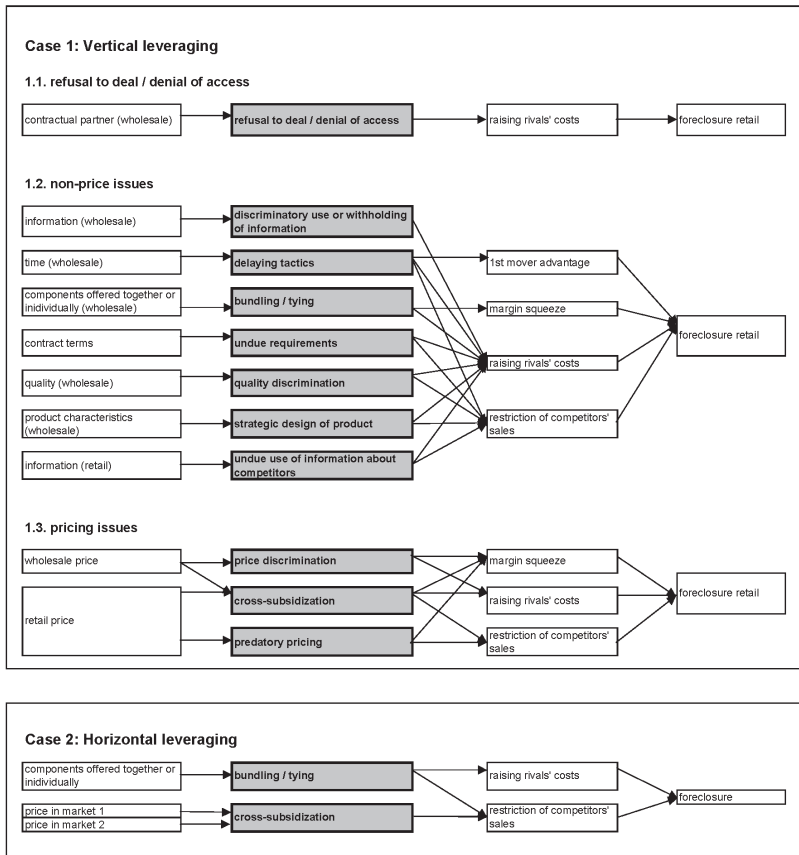 Case 1: Vertical leveraging
1.1. refusal to deal / denial of access
contractual partner (wholesale)
refusal to deal / denial of access
raising rivals' costs
foreclosure retail
1.2. non-price issues
information (wholesale)
discriminatory use or withholding
of information
time (wholesale)
delaying tactics
1st mover advantage
components offered together or
inidividually (wholesale)
bundling / tying
margin squeeze
foreclosure retail
contract terms
undue requirements
raising rivals' costs
quality (wholesale)
quality discrimination
product characteristics
(wholesale)
strategic design of product
restriction of competitors'
sales
information (retail)
undue use of information about
competitors
1.3. pricing issues
wholesale price
price discrimination
margin squeeze
retail price
cross-subsidization
raising rivals' costs
foreclosure retail
predatory pricing
restriction of competitors'
sales
Case 2: Horizontal leveraging
components offered together or
inidividually
bundling / tying
raising rivals' costs
foreclosure
price in market 1
price in market 2
cross-subsidization
restriction of competitors'
sales